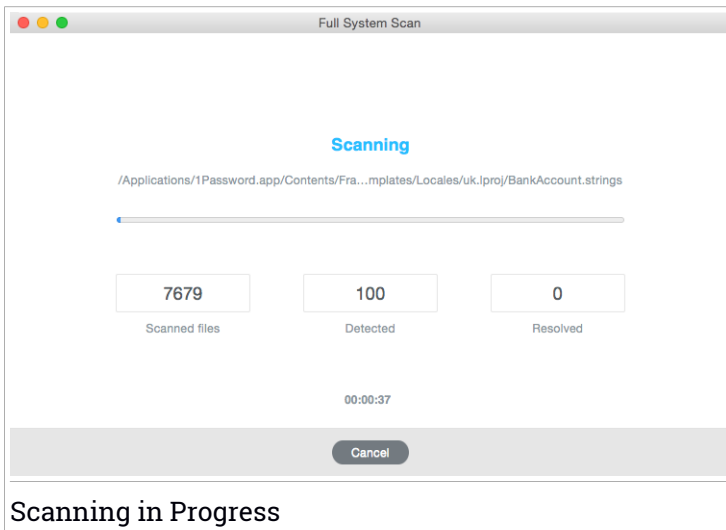 Full System Scan
Scanning
/Applications/1Password.app/Contents/Fra…mplates/Locales/uk.lproj/BankAccount.strings
7679 100 0
Scanned files Detected Resolved
00:00:37
Cancel
Scanning in Progress